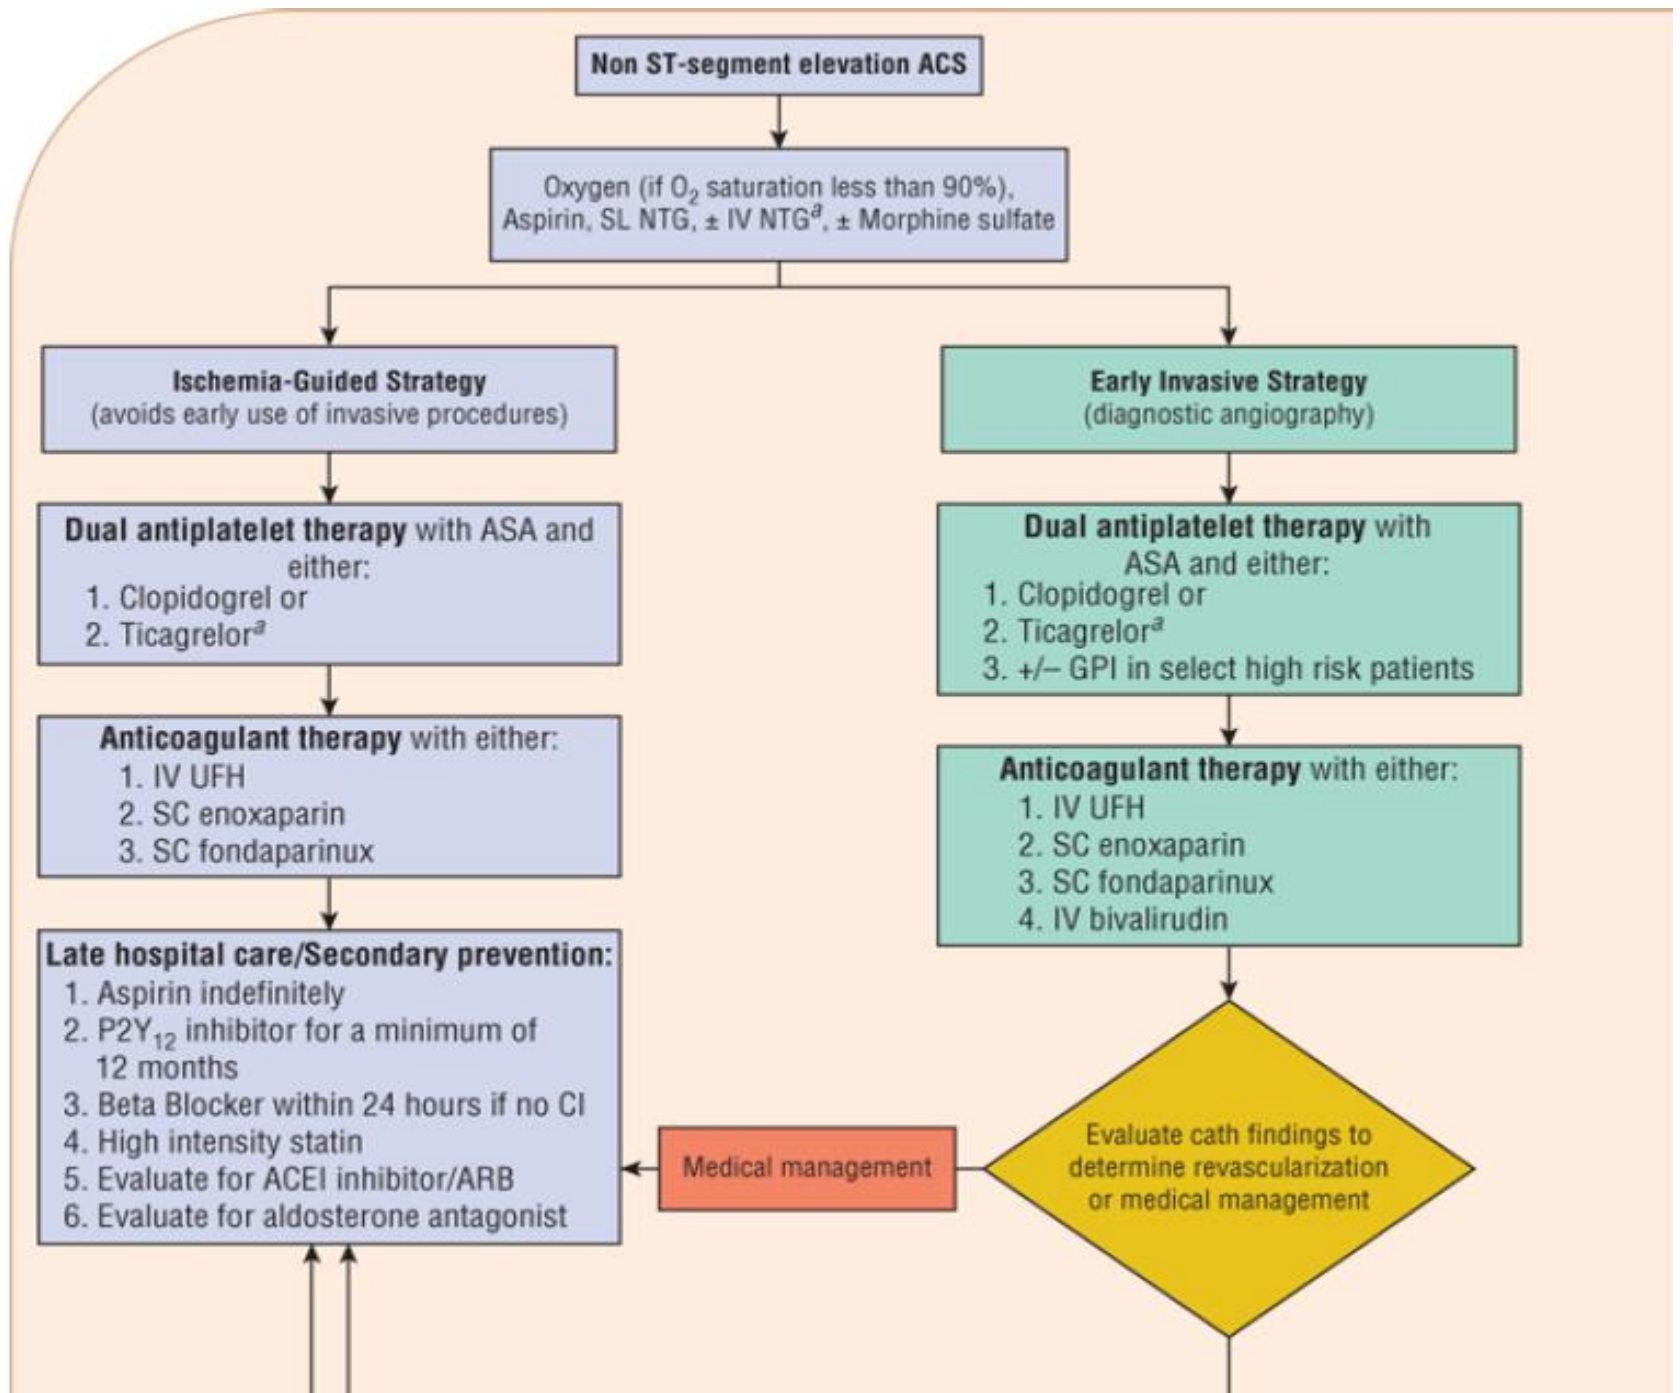 Non ST-segment elevation ACS
Oxygen (if O₂ saturation less than 90%),
Aspirin, SL NTG, ± IV NTGᵃ, ± Morphine sulfate
Ischemia-Guided Strategy
(avoids early use of invasive procedures)
Dual antiplatelet therapy with ASA and
either:
1. Clopidogrel or
2. Ticagrelorᵃ
Anticoagulant therapy with either:
1. IV UFH
2. SC enoxaparin
3. SC fondaparinux
Late hospital care/Secondary prevention:
1. Aspirin indefinitely
2. P2Y₁₂ inhibitor for a minimum of
12 months
3. Beta Blocker within 24 hours if no CI
4. High intensity statin
5. Evaluate for ACEI inhibitor/ARB
6. Evaluate for aldosterone antagonist
Early Invasive Strategy
(diagnostic angiography)
Dual antiplatelet therapy with
ASA and either:
1. Clopidogrel or
2. Ticagrelorᵃ
3. +/– GPI in select high risk patients
Anticoagulant therapy with either:
1. IV UFH
2. SC enoxaparin
3. SC fondaparinux
4. IV bivalirudin
Evaluate cath findings to
determine revascularization
or medical management
Medical management